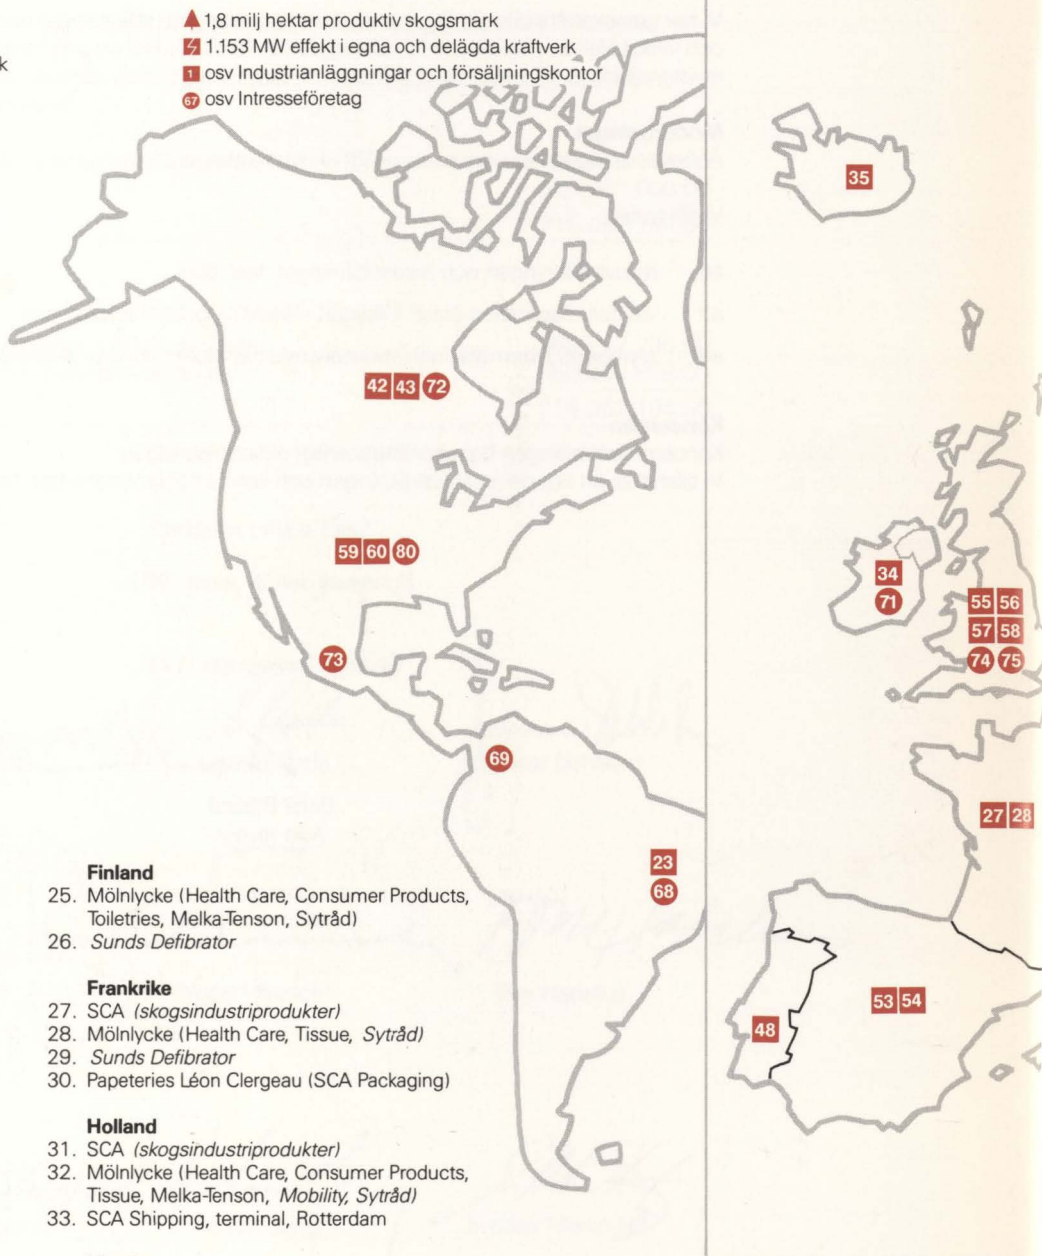 1,8 milj hektar produktiv skogsmark
1.153 MW effekt i egna och delägda kraftverk
k
1 osv Industrianläggningar och försäljningskontor
67 osv Intresseföretag
35
42 43 72
59 60 80
34
71
55 56
57 58
74 75
73
69
27 28
23
68
53 54
48
Finland
25. Mölnlycke (Health Care, Consumer Products,
Toiletries, Melka-Tenson, Sytråd)
26. Sunds Defibrator
Frankrike
27. SCA (skogsindustriprodukter)
28. Mölnlycke (Health Care, Tissue, Sytråd)
29. Sunds Defibrator
30. Papeteries Léon Clergeau (SCA Packaging)
Holland
31. SCA (skogsindustriprodukter)
32. Mölnlycke (Health Care, Consumer Products,
Tissue, Melka-Tenson, Mobility, Sytråd)
33. SCA Shipping, terminal, Rotterdam